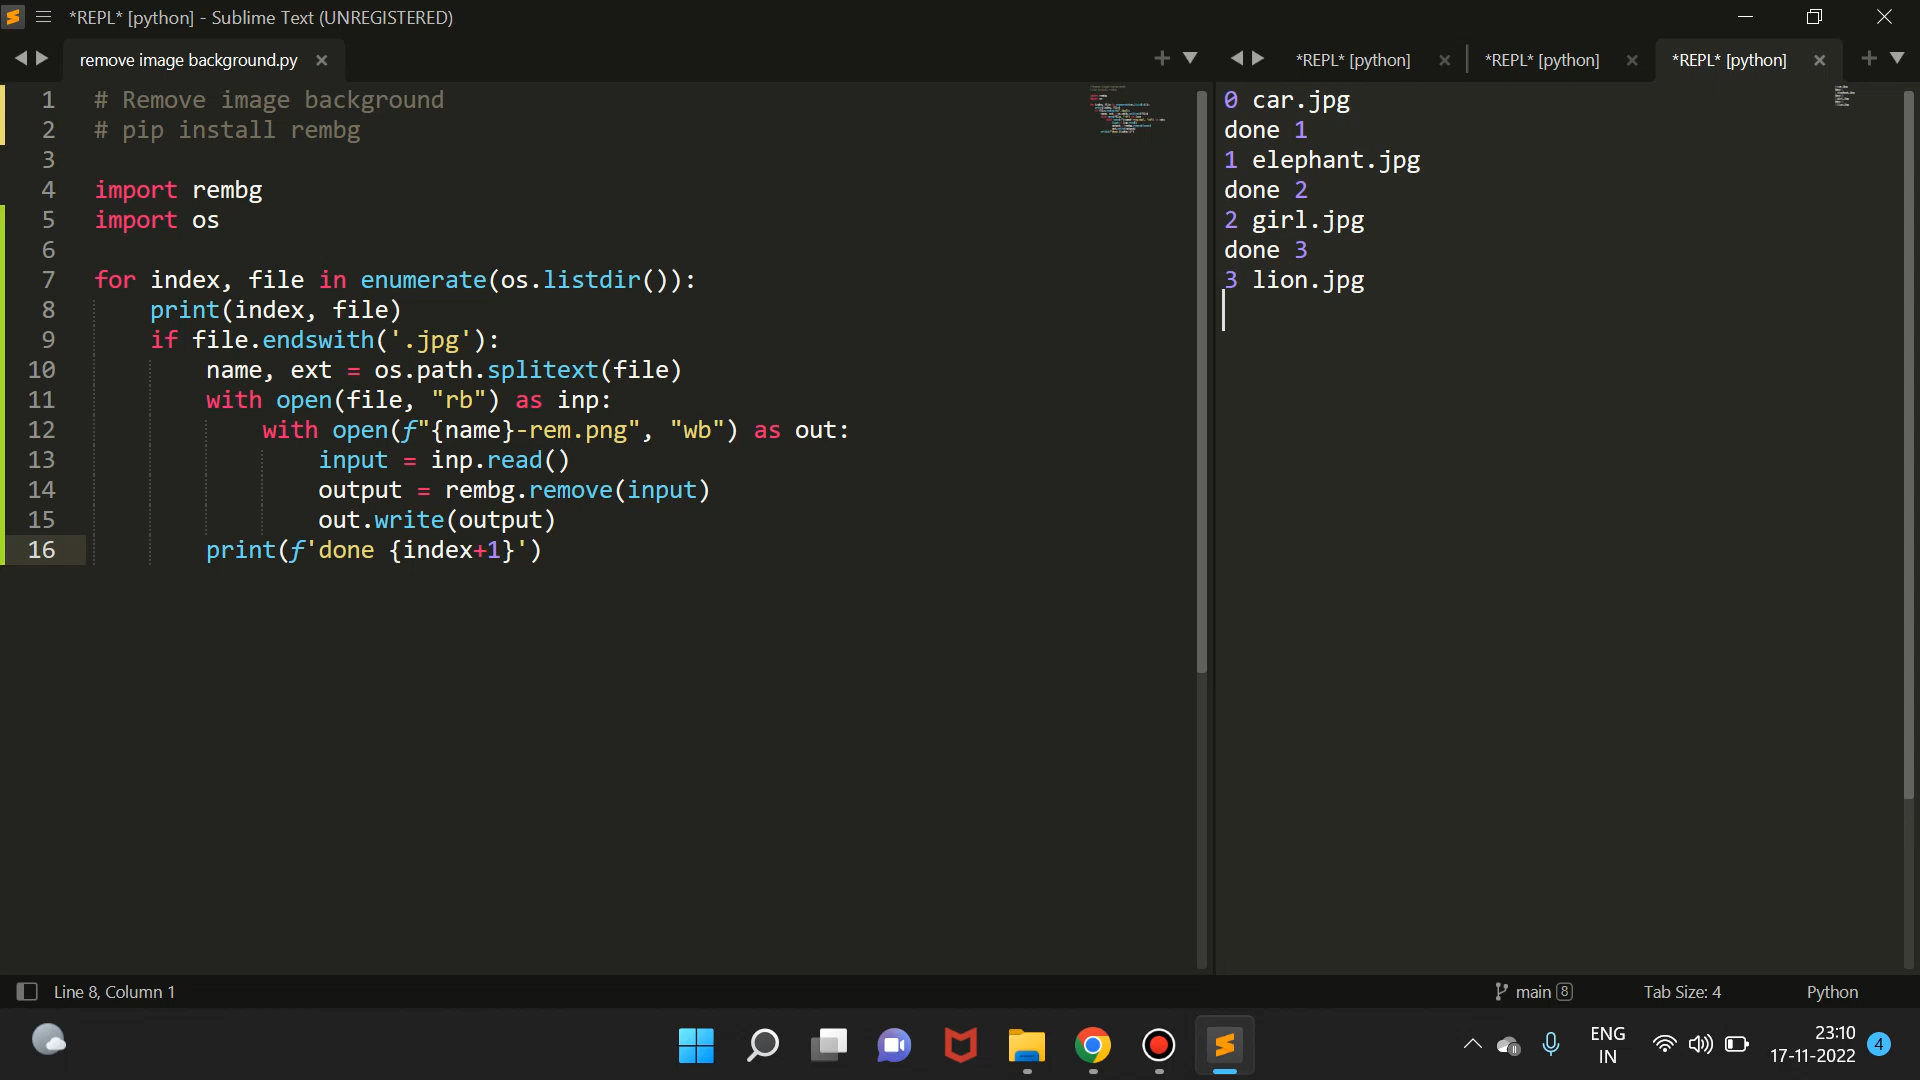 *REPL* [python] - Sublime Text (UNREGISTERED)
remove image background.py
*REPL* [python]
*REPL* [python]
*REPL* [python]
1 # Remove image background
2 # pip install rembg
3
4 import rembg
5 import os
6
7 for index, file in enumerate(os.listdir()):
8     print(index, file)
9     if file.endswith('.jpg'):
10         name, ext = os.path.splitext(file)
11         with open(file, "rb") as inp:
12             with open(f"{name}-rem.png", "wb") as out:
13                 input = inp.read()
14                 output = rembg.remove(input)
15                 out.write(output)
16         print(f'done {index+1}')
0 car.jpg
done 1
1 elephant.jpg
done 2
2 girl.jpg
done 3
3 lion.jpg
Line 8, Column 1
main 8
Tab Size: 4
Python
ENG
IN
23:10
17-11-2022
4